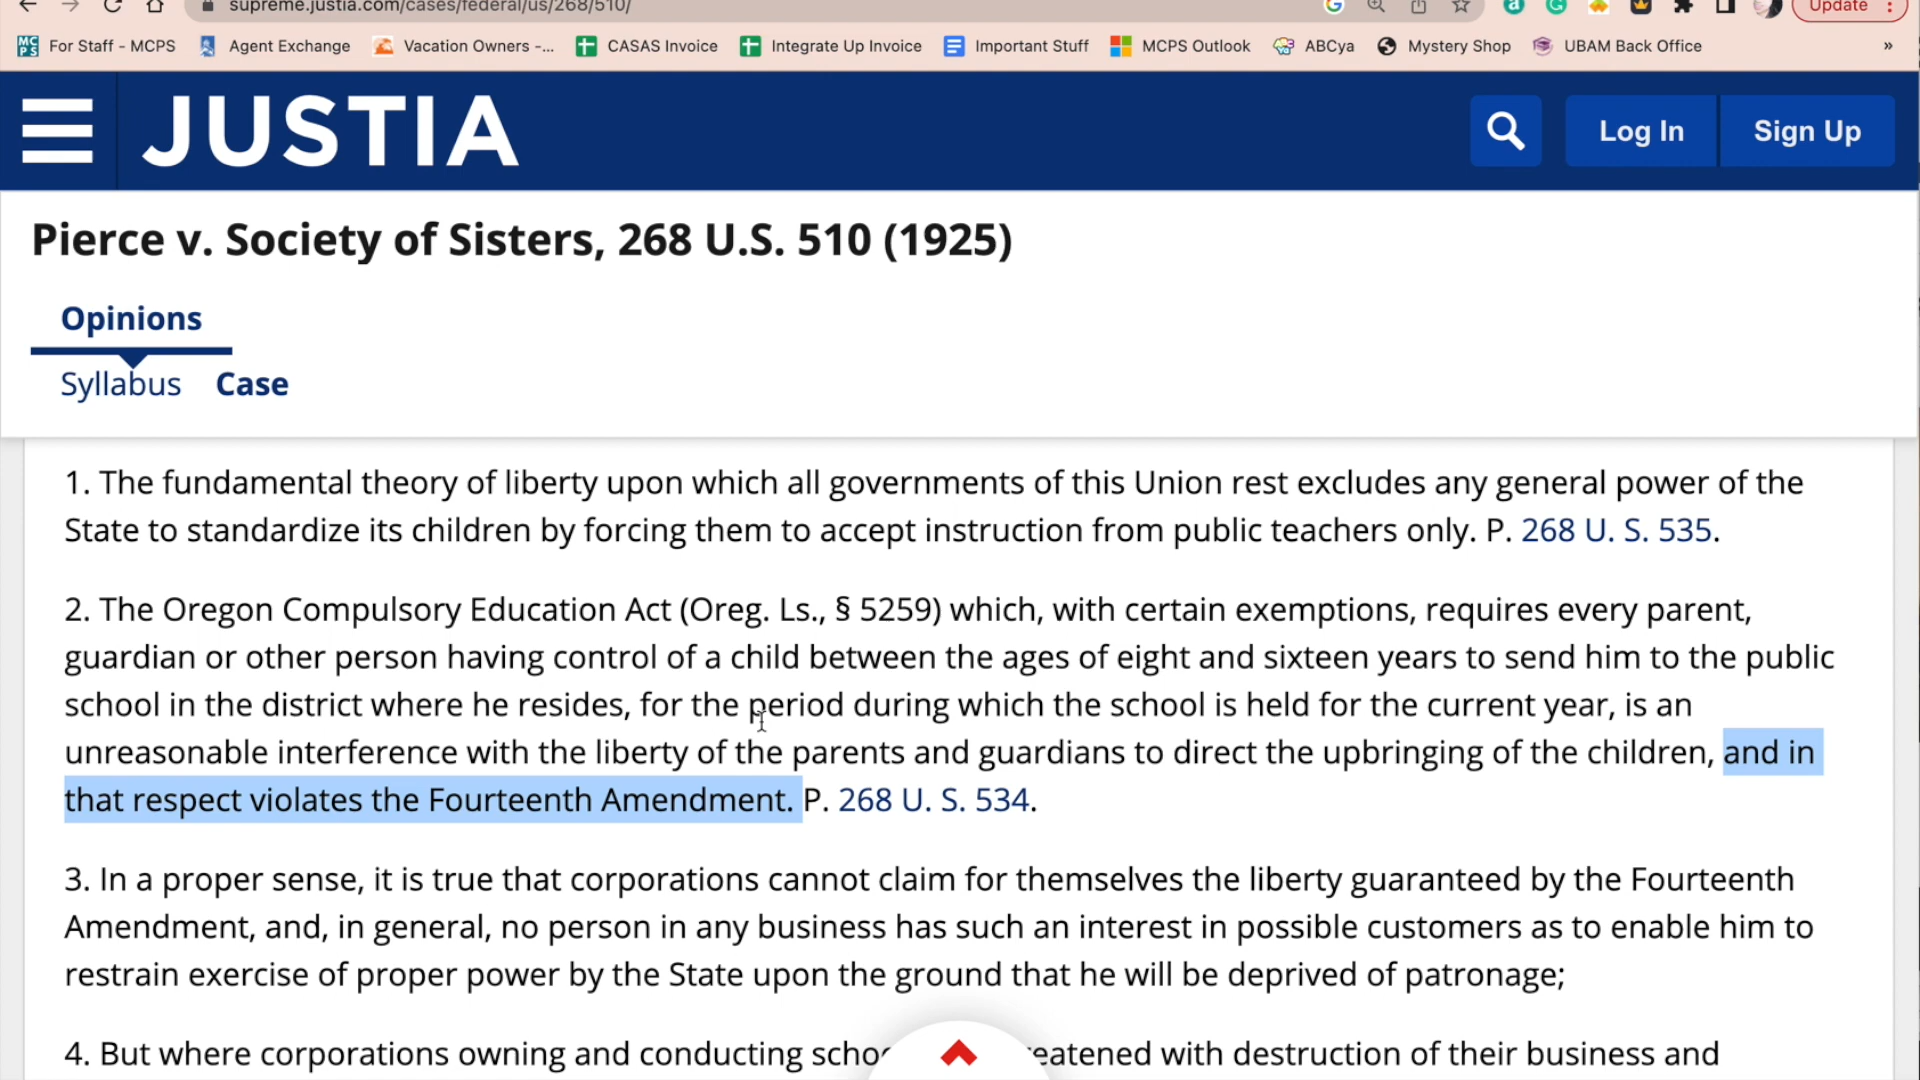 supreme.justia.com/cases/federal/us/268/510/
Update
MCPS For Staff - MCPS Agent Exchange Vacation Owners -... CASAS Invoice Integrate Up Invoice Important Stuff MCPS Outlook ABCya Mystery Shop UBAM Back Office »
JUSTIA Log In Sign Up
Pierce v. Society of Sisters, 268 U.S. 510 (1925)
Opinions
Syllabus Case
1. The fundamental theory of liberty upon which all governments of this Union rest excludes any general power of the
State to standardize its children by forcing them to accept instruction from public teachers only. P. 268 U. S. 535.
2. The Oregon Compulsory Education Act (Oreg. Ls., § 5259) which, with certain exemptions, requires every parent,
guardian or other person having control of a child between the ages of eight and sixteen years to send him to the public
school in the district where he resides, for the period during which the school is held for the current year, is an
unreasonable interference with the liberty of the parents and guardians to direct the upbringing of the children, and in
that respect violates the Fourteenth Amendment. P. 268 U. S. 534.
3. In a proper sense, it is true that corporations cannot claim for themselves the liberty guaranteed by the Fourteenth
Amendment, and, in general, no person in any business has such an interest in possible customers as to enable him to
restrain exercise of proper power by the State upon the ground that he will be deprived of patronage;
4. But where corporations owning and conducting schoo eatened with destruction of their business and